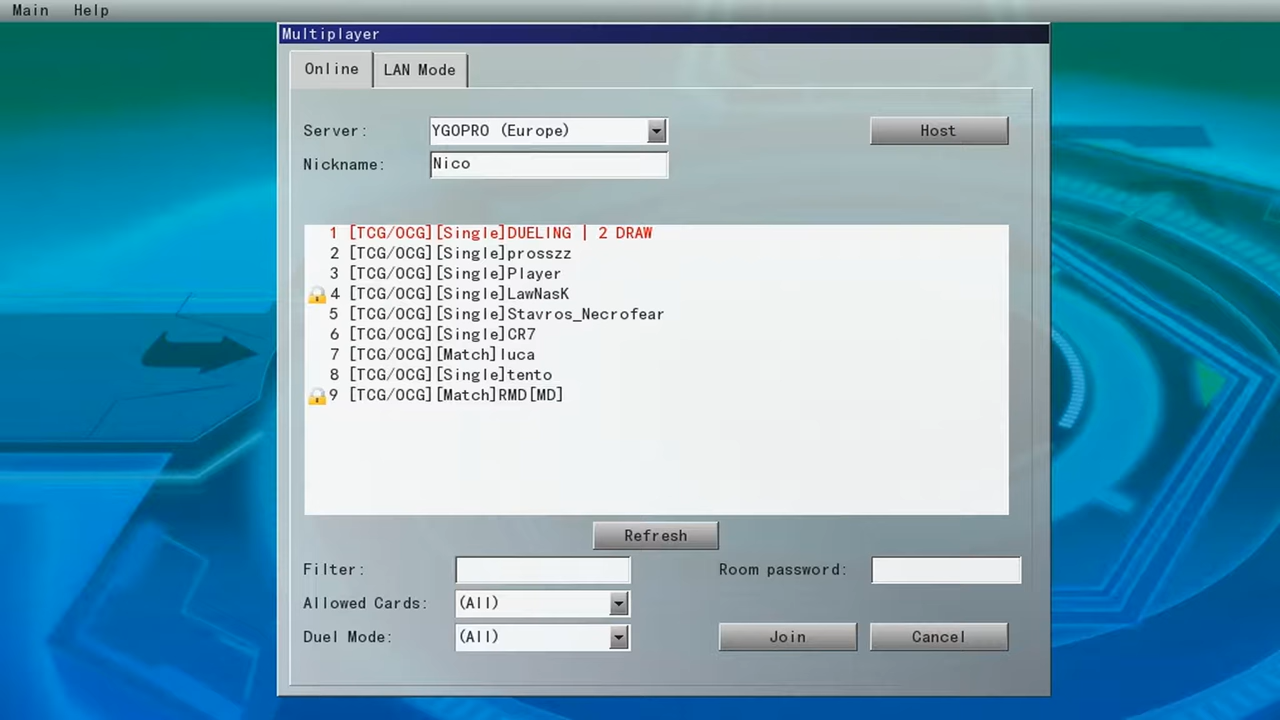 Main Help
Multiplayer
Online LAN Mode
Server: YGOPRO (Europe) Host
Nickname: Nico
1 [TCG/OCG][Single]DUELING | 2 DRAW
2 [TCG/OCG][Single]prosszz
3 [TCG/OCG][Single]Player
4 [TCG/OCG][Single]LawNasK
5 [TCG/OCG][Single]Stavros_Necrofear
6 [TCG/OCG][Single]CR7
7 [TCG/OCG][Match]luca
8 [TCG/OCG][Single]tento
9 [TCG/OCG][Match]RMD[MD]
Refresh
Filter: Room password:
Allowed Cards: (All)
Duel Mode: (All) Join Cancel